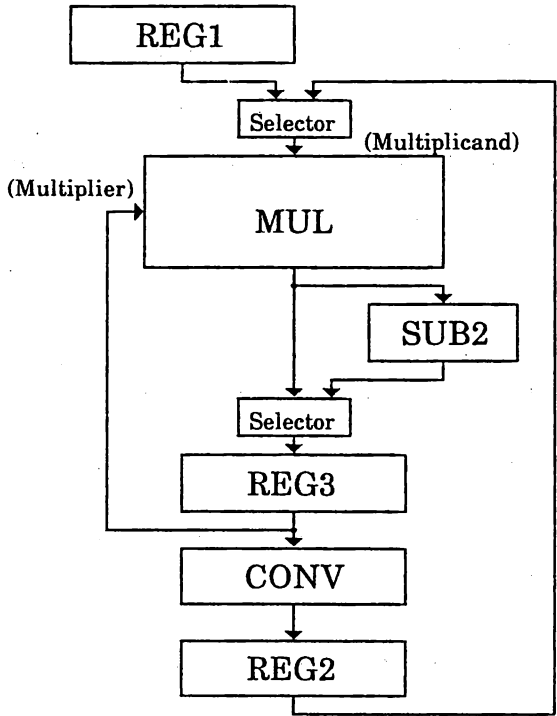 REG1
Selector
(Multiplicand)
(Multiplier)
MUL
SUB2
Selector
REG3
CONV
REG2